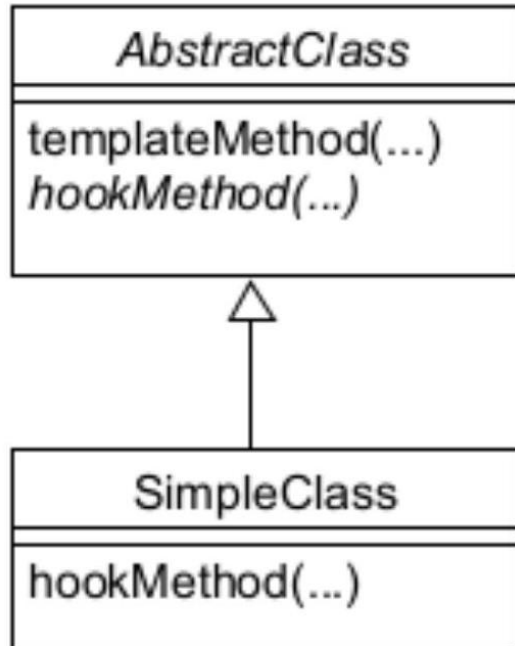 AbstractClass
templateMethod(...)
hookMethod(...)
SimpleClass
hookMethod(...)